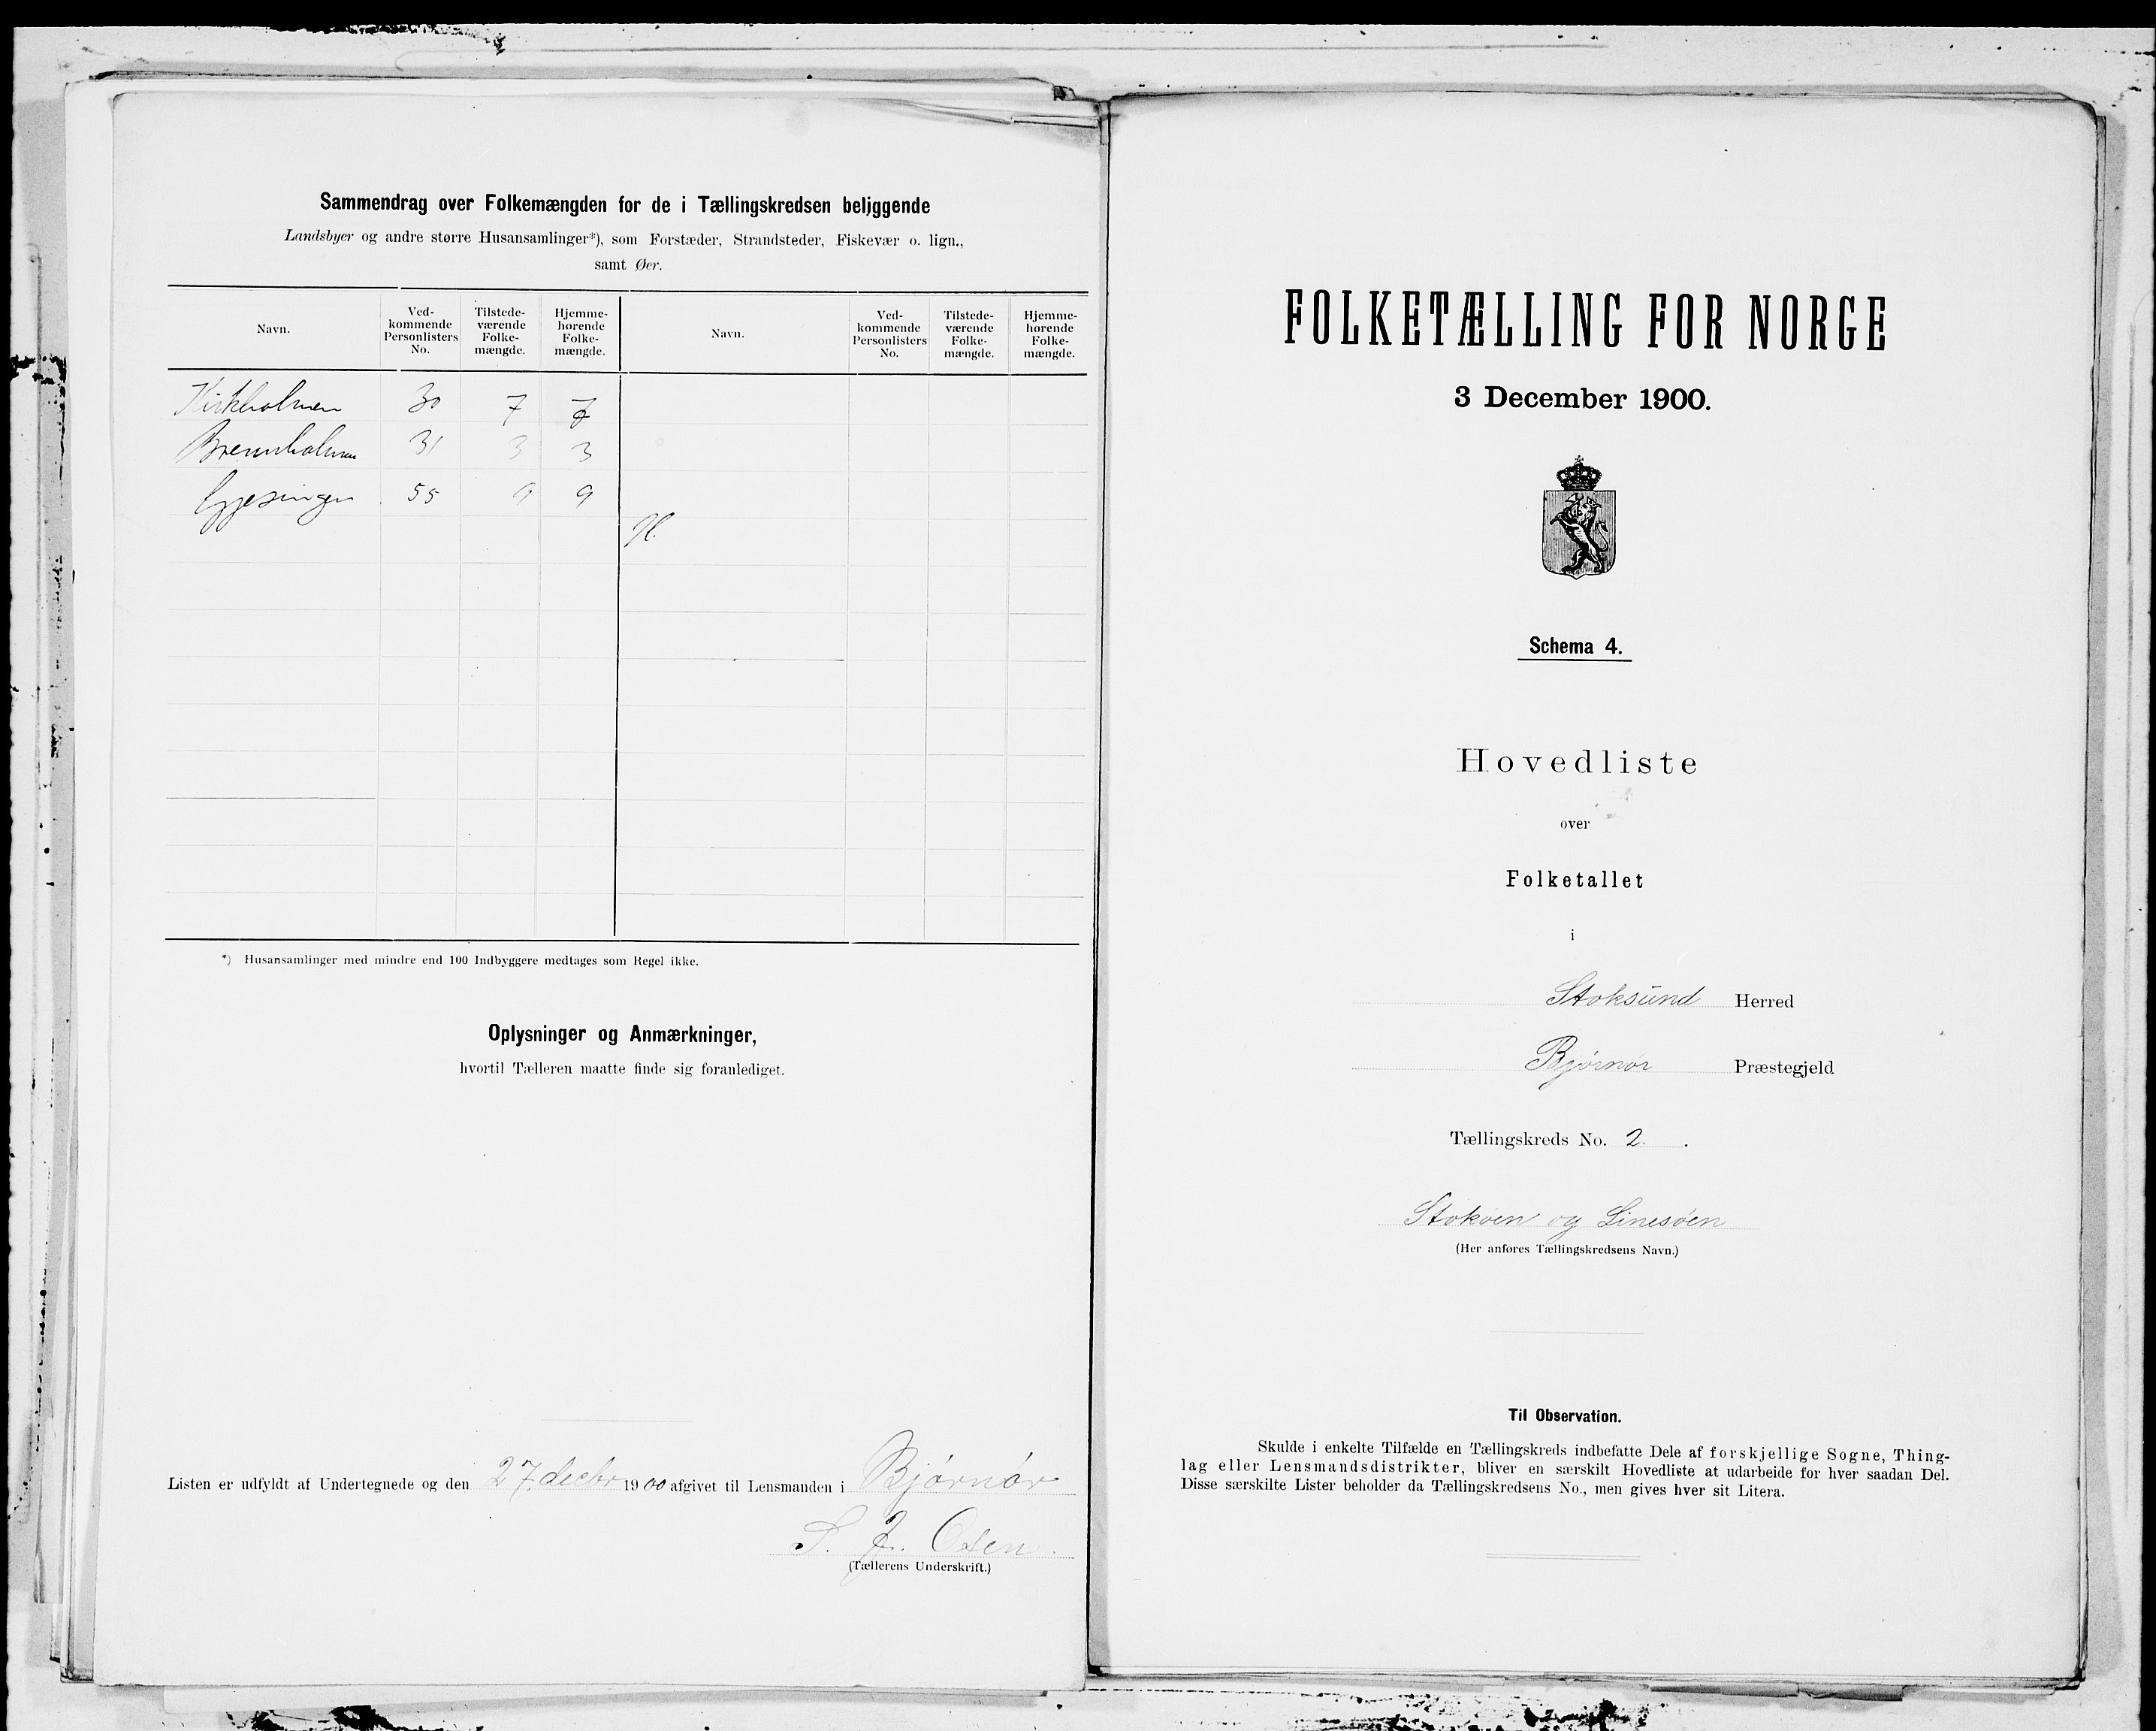 Sammendrag over Folkemængden for de i Tællingskredsen beliggende
Landsbyer og andre større Husansamlinger*), som Forstæder, Strandsteder, Fiskevær o. lign.,
samt Øer.
Navn. Ved-kommende Personlisters No. Tilstede-værende Folke-mængde. Hjemme-hørende Folke-mængde. Navn. Ved-kommende Personlisters No. Tilstede-værende Folke-mængde. Hjemme-hørende Folke-mængde.
Kirkholmen 30 7 7
Brennholmen 31 3 3
Gjesingen 55 9 9
*) Husansamlinger med mindre end 100 Indbyggere medtages som Regel ikke.
Oplysninger og Anmærkninger,
hvortil Tælleren maatte finde sig foranlediget.
Listen er udfyldt af Undertegnede og den 27 decbr 1900 afgivet til Lensmanden i Bjørnør
S. J. Osen.
(Tællerens Underskrift.)
FOLKETÆLLING FOR NORGE
3 December 1900.
Schema 4.
Hovedliste
over
Folketallet
i
Stoksund Herred
Bjørnør Præstegjeld
Tællingskreds No. 2.
Stokøen og Linesøen
(Her anføres Tællingskredsens Navn.)
Til Observation.
Skulde i enkelte Tilfælde en Tællingskreds indbefatte Dele af forskjellige Sogne, Thing-
lag eller Lensmandsdistrikter, bliver en særskilt Hovedliste at udarbeide for hver saadan Del.
Disse særskilte Lister beholder da Tællingskredsens No., men gives hver sit Litera.